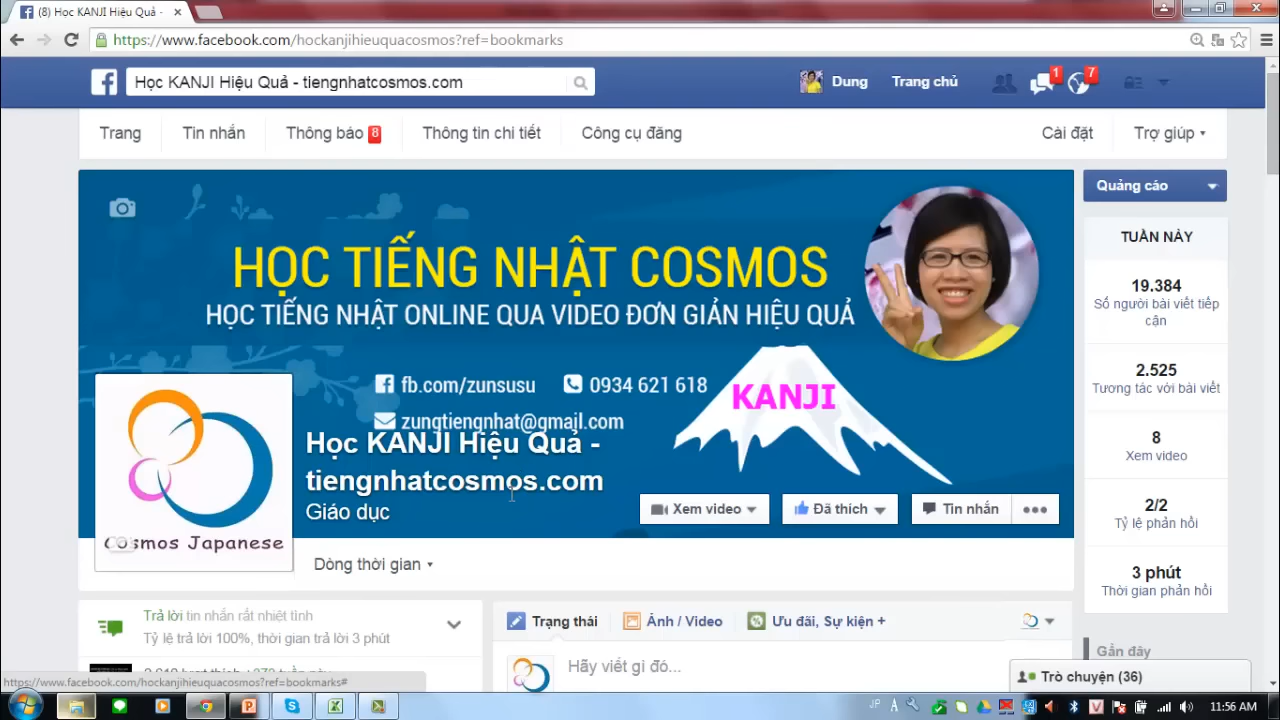 (8) Học KANJI Hiệu Quả -
https://www.facebook.com/hockanjihieuquacosmos?ref=bookmarks
Học KANJI Hiệu Quả - tiengnhatcosmos.com
Dung
Trang chủ
1
7
Trang
Tin nhắn
Thông báo 8
Thông tin chi tiết
Công cụ đăng
Cài đặt
Trợ giúp
HỌC TIẾNG NHẬT COSMOS
HỌC TIẾNG NHẬT ONLINE QUA VIDEO ĐƠN GIẢN HIỆU QUẢ
fb.com/zunsusu
0934 621 618
zungtiengnhat@gmail.com
KANJI
Học KANJI Hiệu Quả -
tiengnhatcosmos.com
Giáo dục
Cosmos Japanese
Xem video
Đã thích
Tin nhắn
Dòng thời gian
Quảng cáo
TUẦN NÀY
19.384
Số người bài viết tiếp
cận
2.525
Tương tác với bài viết
8
Xem video
2/2
Tỷ lệ phản hồi
3 phút
Thời gian phản hồi
Gần đây
Trả lời tin nhắn rất nhiệt tình
Tỷ lệ trả lời 100%, thời gian trả lời 3 phút
Trạng thái
Ảnh / Video
Ưu đãi, Sự kiện +
Hãy viết gì đó...
Trò chuyện (36)
https://www.facebook.com/hockanjihieuquacosmos?ref=bookmarks#
JP
11:56 AM